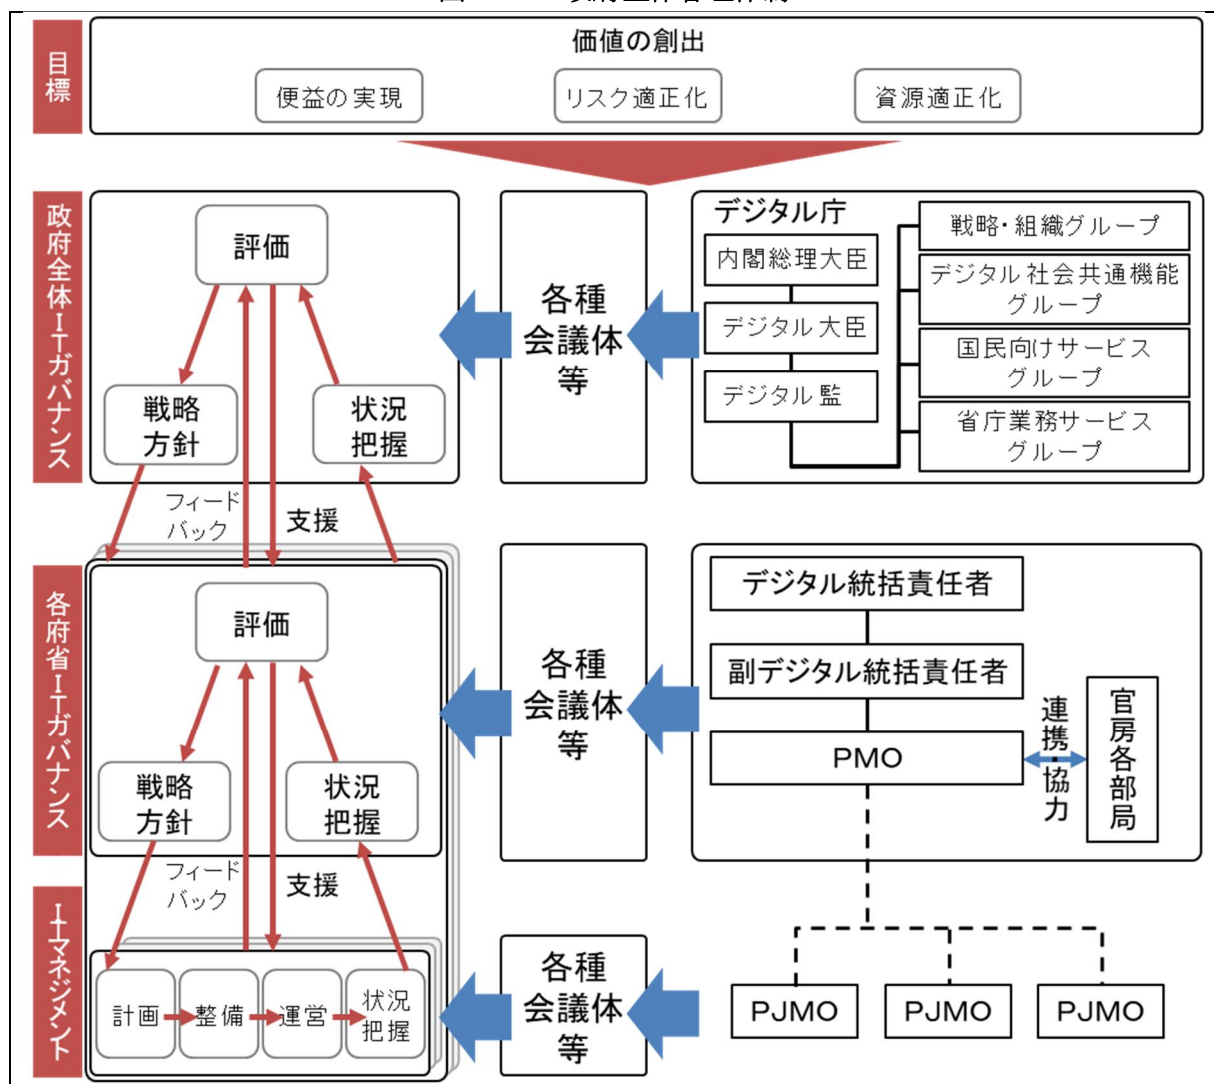 目標
価値の創出
便益の実現
リスク適正化
資源適正化
政府全体ITガバナンス
評価
戦略
方針
状況
把握
各種
会議体
等
デジタル庁
内閣総理大臣
デジタル大臣
デジタル監
戦略・組織グループ
デジタル社会共通機能
グループ
国民向けサービス
グループ
省庁業務サービス
グループ
フィード
バック
支援
各府省ITガバナンス
評価
戦略
方針
状況
把握
各種
会議体
等
デジタル統括責任者
副デジタル統括責任者
PMO
連携・協力
官房各部局
フィード
バック
支援
ITマネジメント
計画
整備
運営
状況
把握
各種
会議体
等
PJMO
PJMO
PJMO